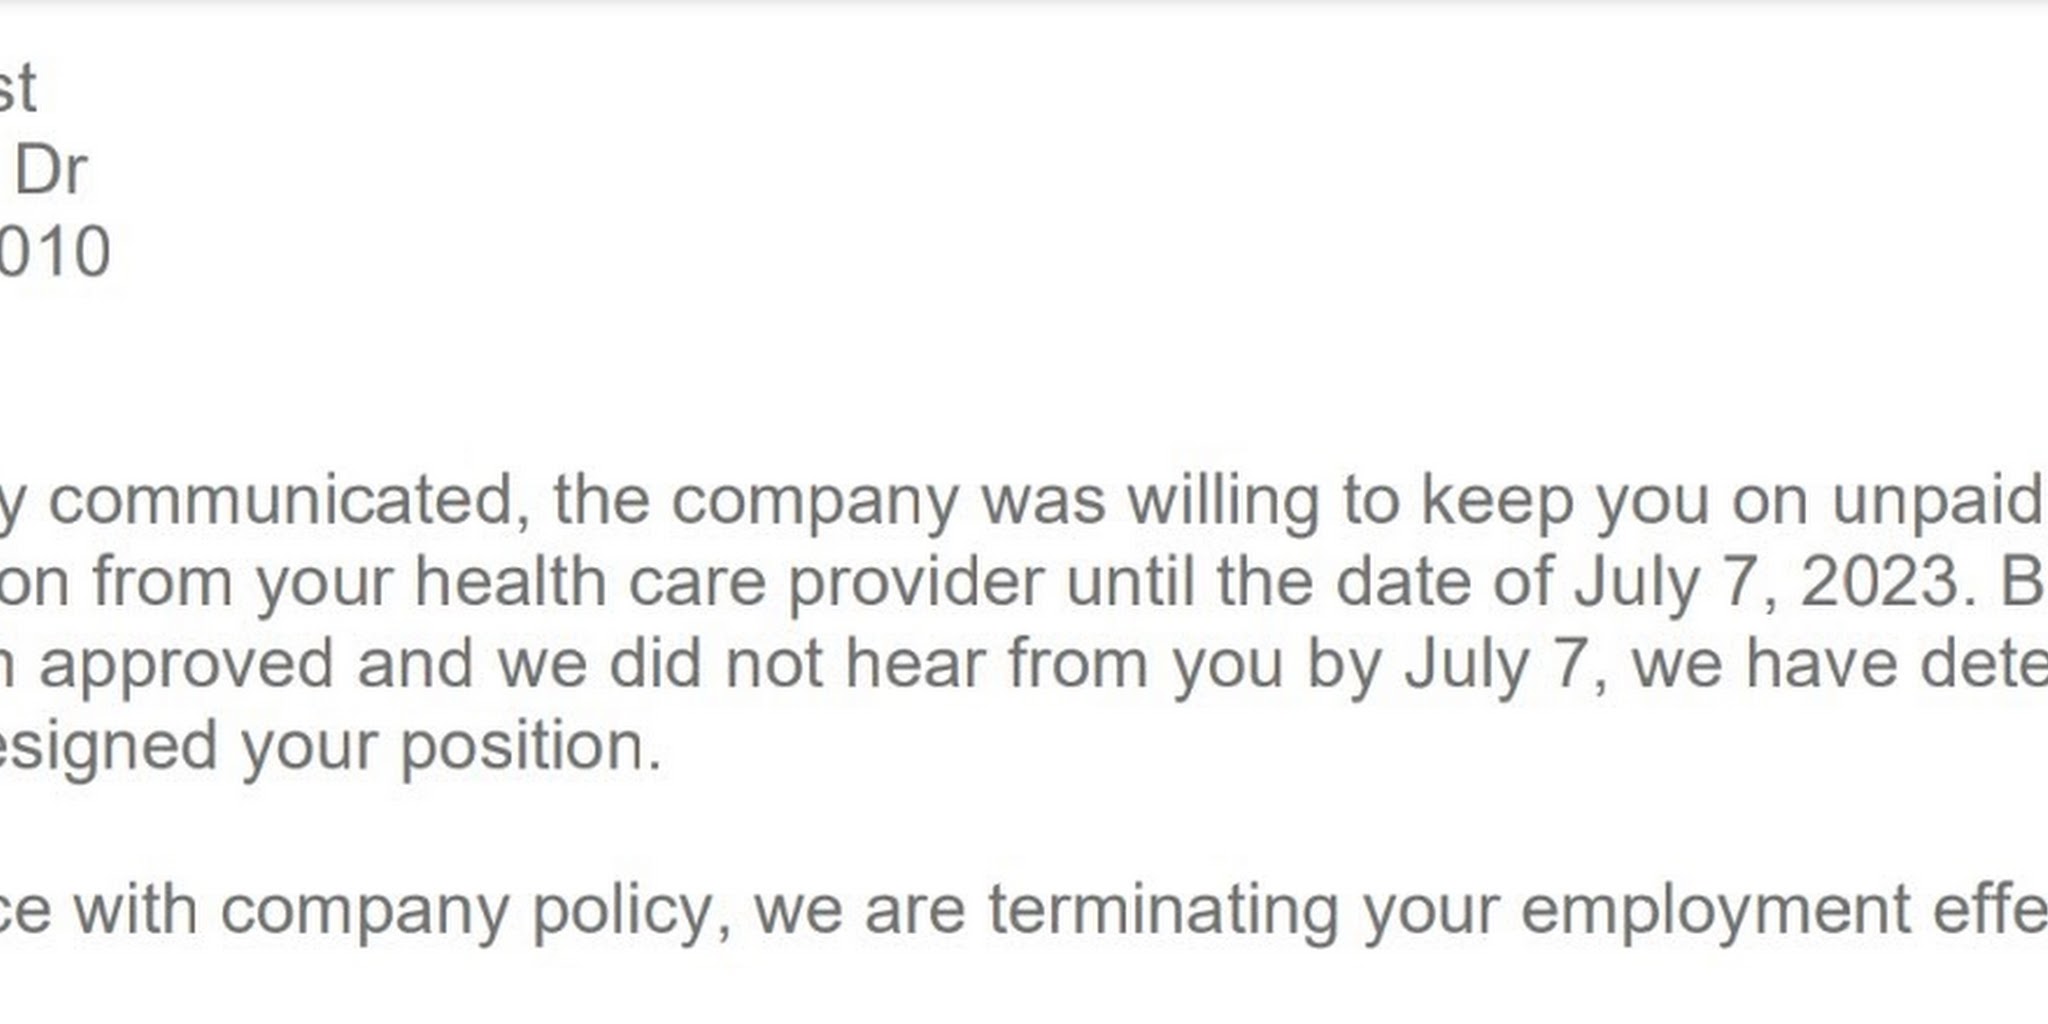 st
Dr
010
y communicated, the company was willing to keep you on unpaid
on from your health care provider until the date of July 7, 2023. B
n approved and we did not hear from you by July 7, we have dete
esigned your position.
ce with company policy, we are terminating your employment effe